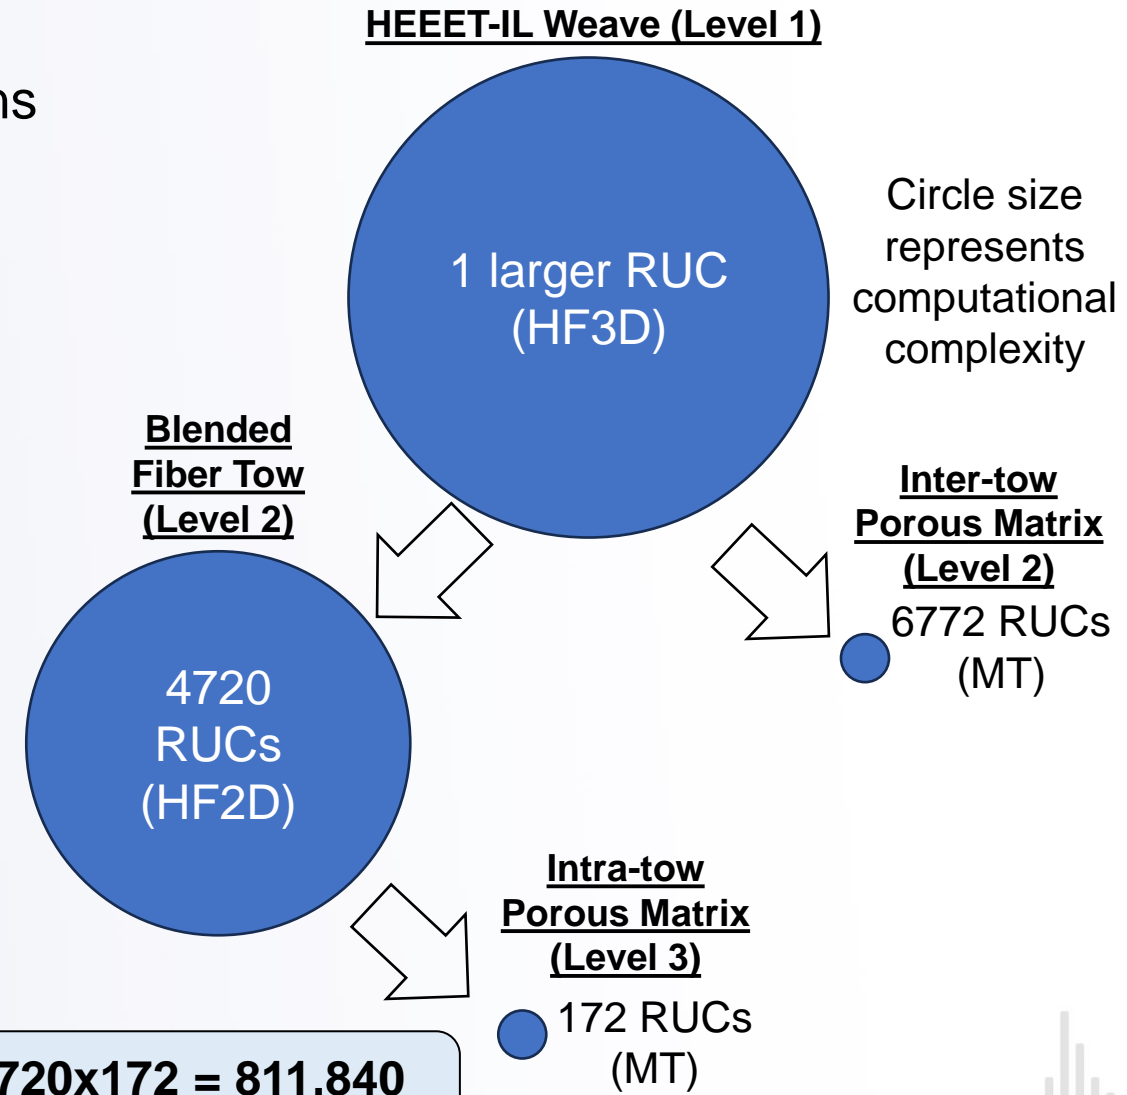 HEEET-IL Weave (Level 1)
1 larger RUC
(HF3D)
Circle size
represents
computational
complexity
Blended
Fiber Tow
(Level 2)
Inter-tow
Porous Matrix
(Level 2)
6772 RUCs
(MT)
4720
RUCs
(HF2D)
Intra-tow
Porous Matrix
(Level 3)
172 RUCs
(MT)
720x172 = 811,840